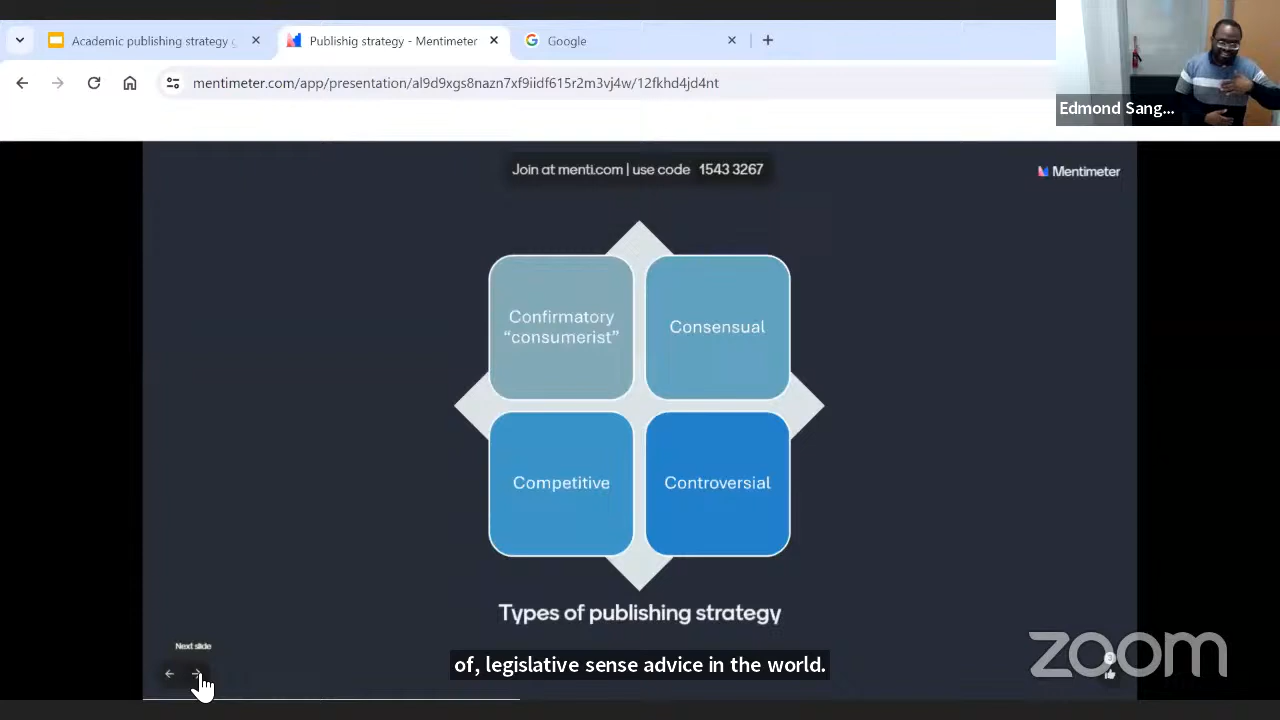 Academic publishing strategy g
Publishig strategy - Mentimeter
Google
mentimeter.com/app/presentation/al9d9xgs8nazn7xf9iidf615r2m3vj4w/12fkhd4jd4nt
Edmond Sang...
Join at menti.com | use code 1543 3267
Mentimeter
Confirmatory
“consumerist”
Consensual
Competitive
Controversial
Types of publishing strategy
Next slide
of, legislative sense advice in the world.
zoom